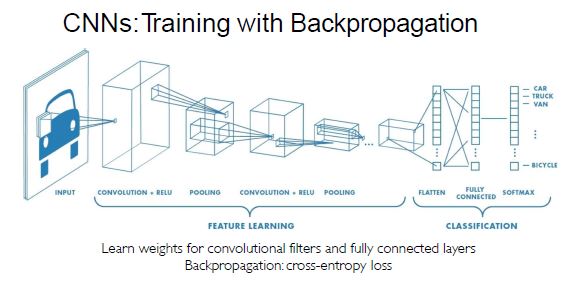 CNNs: Training with Backpropagation
CAR
TRUCK
VAN
BICYCLE
INPUT
CONVOLUTION + RELU
POOLING
CONVOLUTION + RELU
POOLING
FLATTEN
FULLY
CONNECTED
SOFTMAX
FEATURE LEARNING
CLASSIFICATION
Learn weights for convolutional filters and fully connected layers
Backpropagation: cross-entropy loss